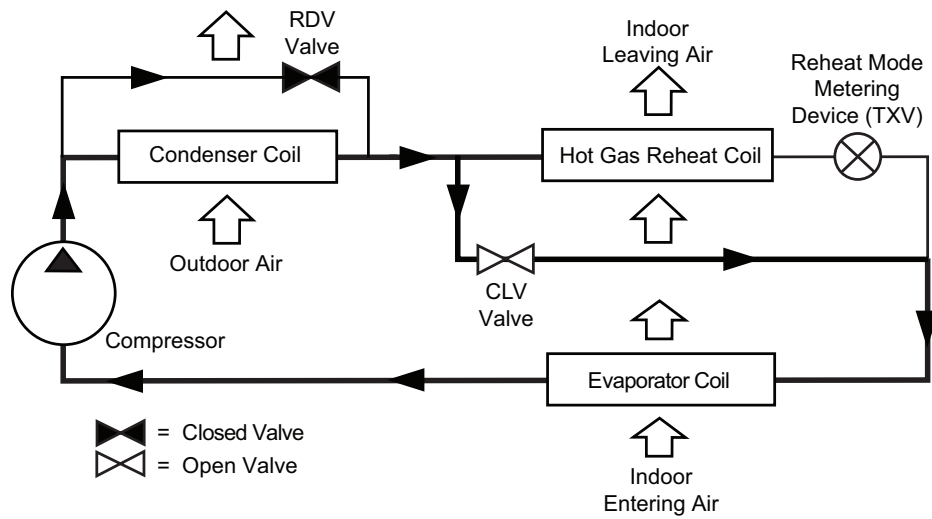 RDV
Valve
Indoor
Leaving Air
Reheat Mode
Metering
Device (TXV)
Condenser Coil
Hot Gas Reheat Coil
Outdoor Air
CLV
Valve
Compressor
Evaporator Coil
= Closed Valve
= Open Valve
Indoor
Entering Air